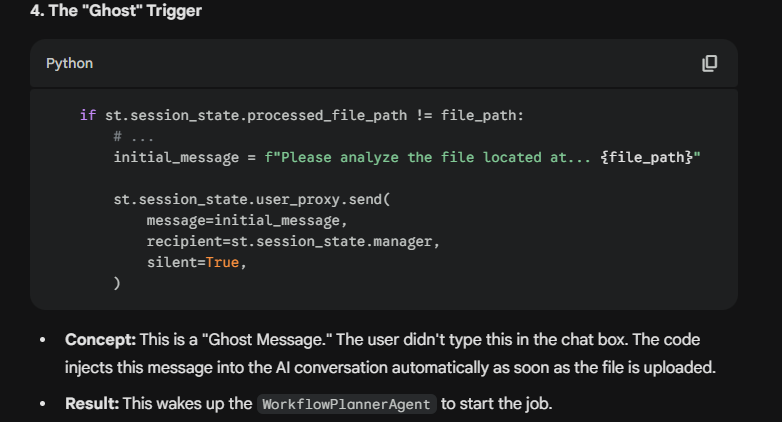 4. The "Ghost" Trigger
Python
if st.session_state.processed_file_path != file_path:
# ...
initial_message = f"Please analyze the file located at... {file_path}"
st.session_state.user_proxy.send(
message=initial_message,
recipient=st.session_state.manager,
silent=True,
)
• Concept: This is a "Ghost Message." The user didn't type this in the chat box. The code
injects this message into the AI conversation automatically as soon as the file is uploaded.
• Result: This wakes up the WorkflowPlannerAgent to start the job.